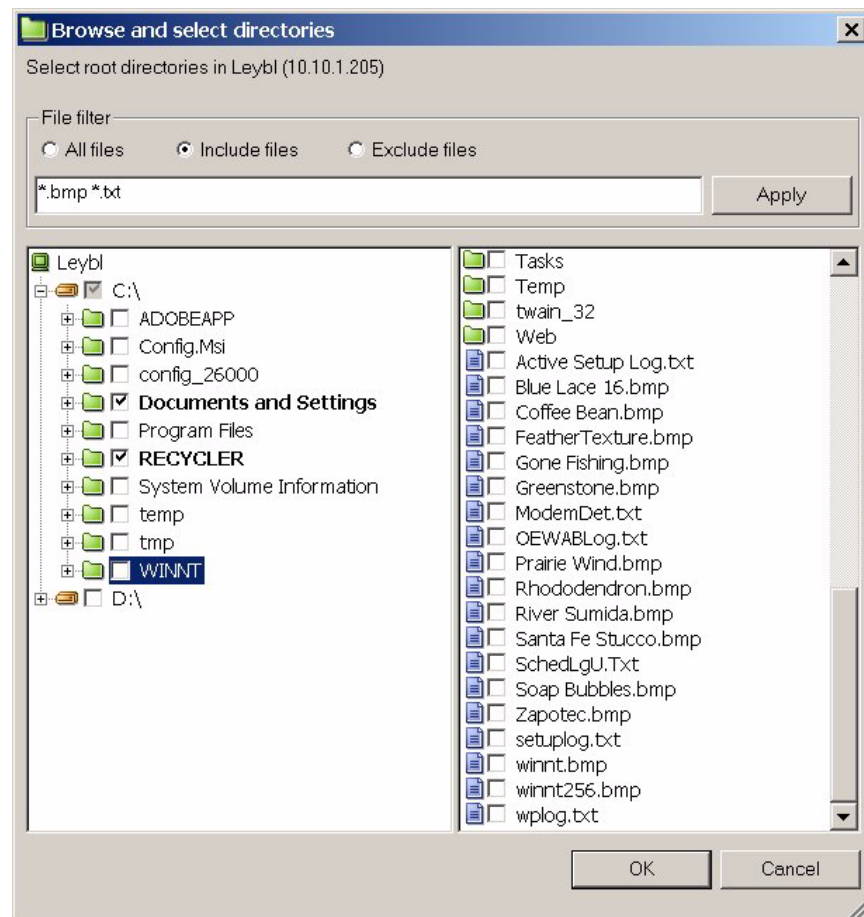 Browse and select directories
Select root directories in Leybl (10.10.1.205)
File filter
All files Include files Exclude files
*.bmp *.txt Apply
Leybl
C:\
ADOBEAPP
Config.Msi
config_26000
Documents and Settings
Program Files
RECYCLER
System Volume Information
temp
tmp
WINNT
D:\
Tasks
Temp
twain_32
Web
Active Setup Log.txt
Blue Lace 16.bmp
Coffee Bean.bmp
FeatherTexture.bmp
Gone Fishing.bmp
Greenstone.bmp
ModemDet.txt
OEWABLog.txt
Prairie Wind.bmp
Rhododendron.bmp
River Sumida.bmp
Santa Fe Stucco.bmp
SchedLgU.Txt
Soap Bubbles.bmp
Zapotec.bmp
setuplog.txt
winnt.bmp
winnt256.bmp
wplog.txt
OK Cancel